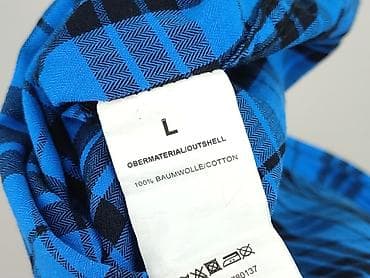 L
OBERMATERIAL/OUTSHELL
100% BAUMWOLLE/COTTON